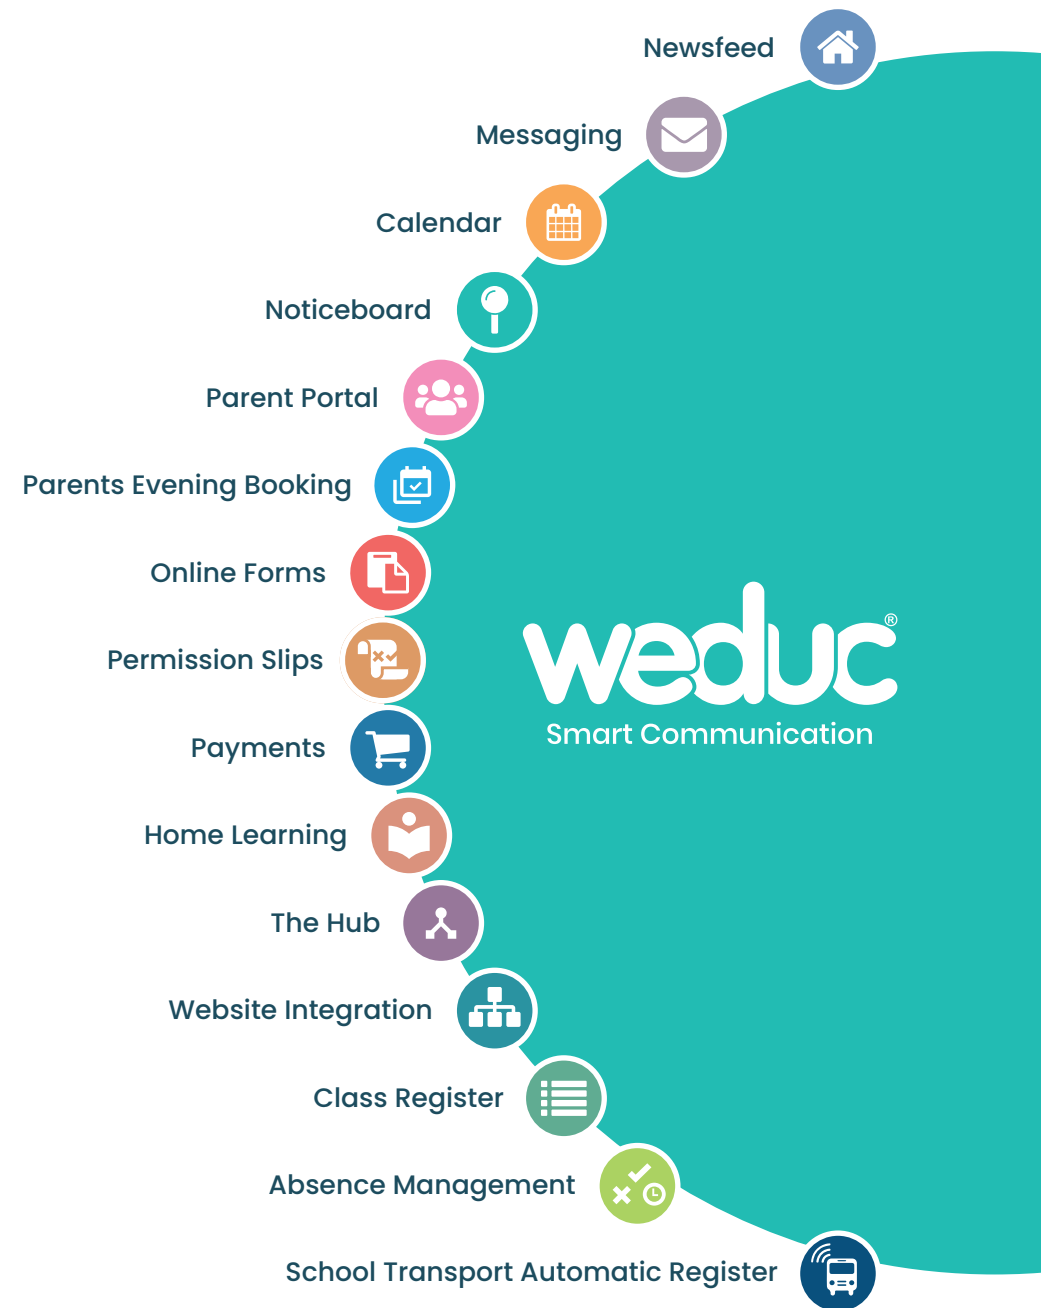 Newsfeed
Messaging
Calendar
Noticeboard
Parent Portal
Parents Evening Booking
Online Forms
Permission Slips
weduc®
Smart Communication
Payments
Home Learning
The Hub
Website Integration
Class Register
Absence Management
School Transport Automatic Register